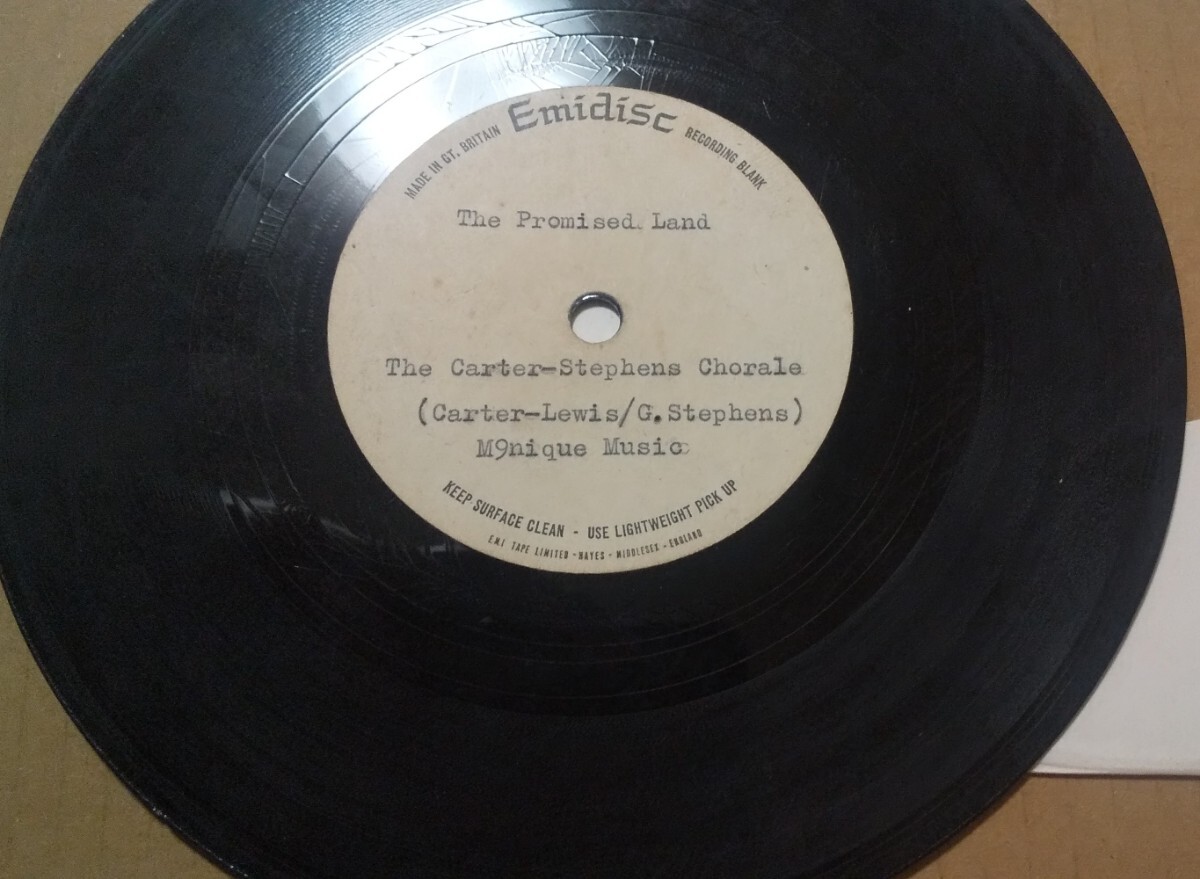 Emidisc
MADE IN GT. BRITAIN
RECORDING BLANK
The Promised. Land
The Carter-Stephens Chorale
(Carter-Lewis/G.Stephens)
M9nique Music
KEEP SURFACE CLEAN - USE LIGHTWEIGHT PICK UP
E.M.I TAPE LIMITED - HAYES - MIDDLESEX - ENGLAND